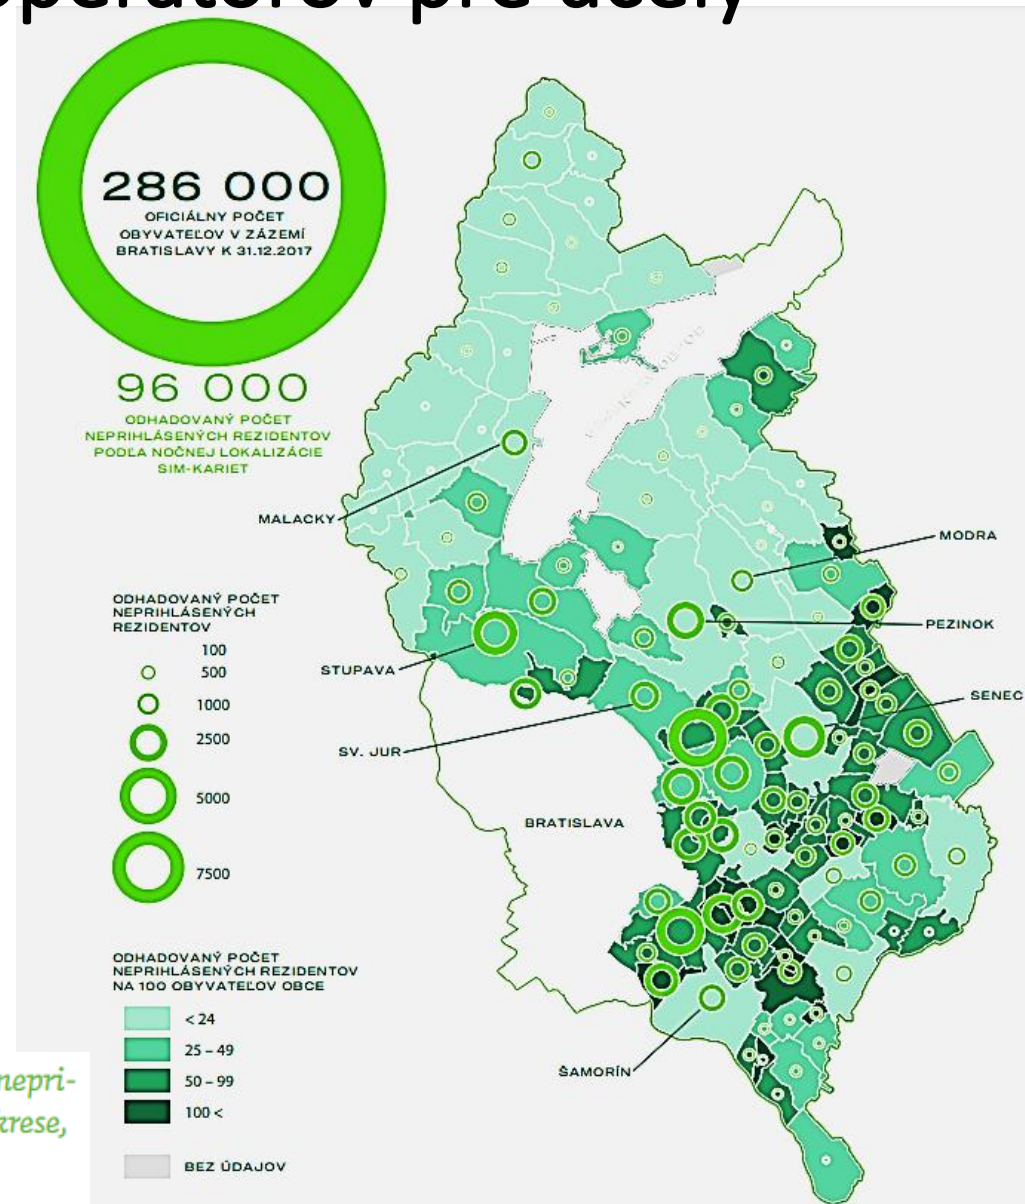 operátorov pre účely
286 000
OFICIÁLNY POČET
OBYVATEĽOV V ZÁZEMÍ
BRATISLAVY K 31.12.2017
96 000
ODHADOVANÝ POČET
NEPRIHLÁSENÝCH REZIDENTOV
PODĽA NOČNEJ LOKALIZÁCIE
SIM-KARIET
MALACKY
MODRA
PEZINOK
STUPAVA
SENEC
SV. JUR
BRATISLAVA
ŠAMORÍN
ODHADOVANÝ POČET
NEPRIHLÁSENÝCH
REZIDENTOV
100
500
1000
2500
5000
7500
ODHADOVANÝ POČET
NEPRIHLÁSENÝCH REZIDENTOV
NA 100 OBYVATEĽOV OBCE
< 24
25 – 49
50 – 99
100 <
BEZ ÚDAJOV
nepri-
krese,